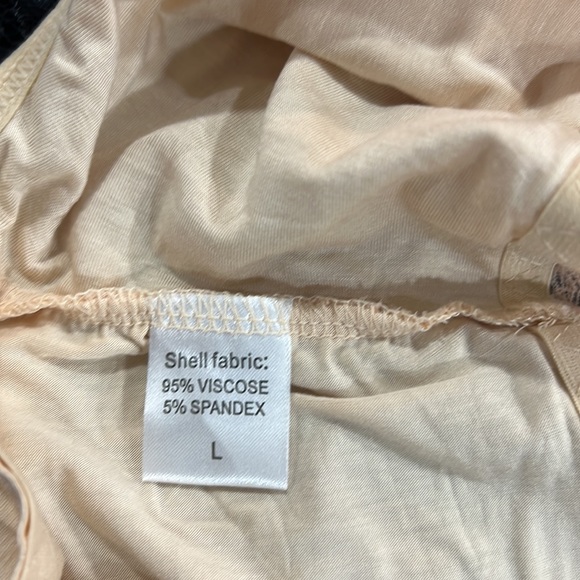 Shell fabric:
95% VISCOSE
5% SPANDEX
L